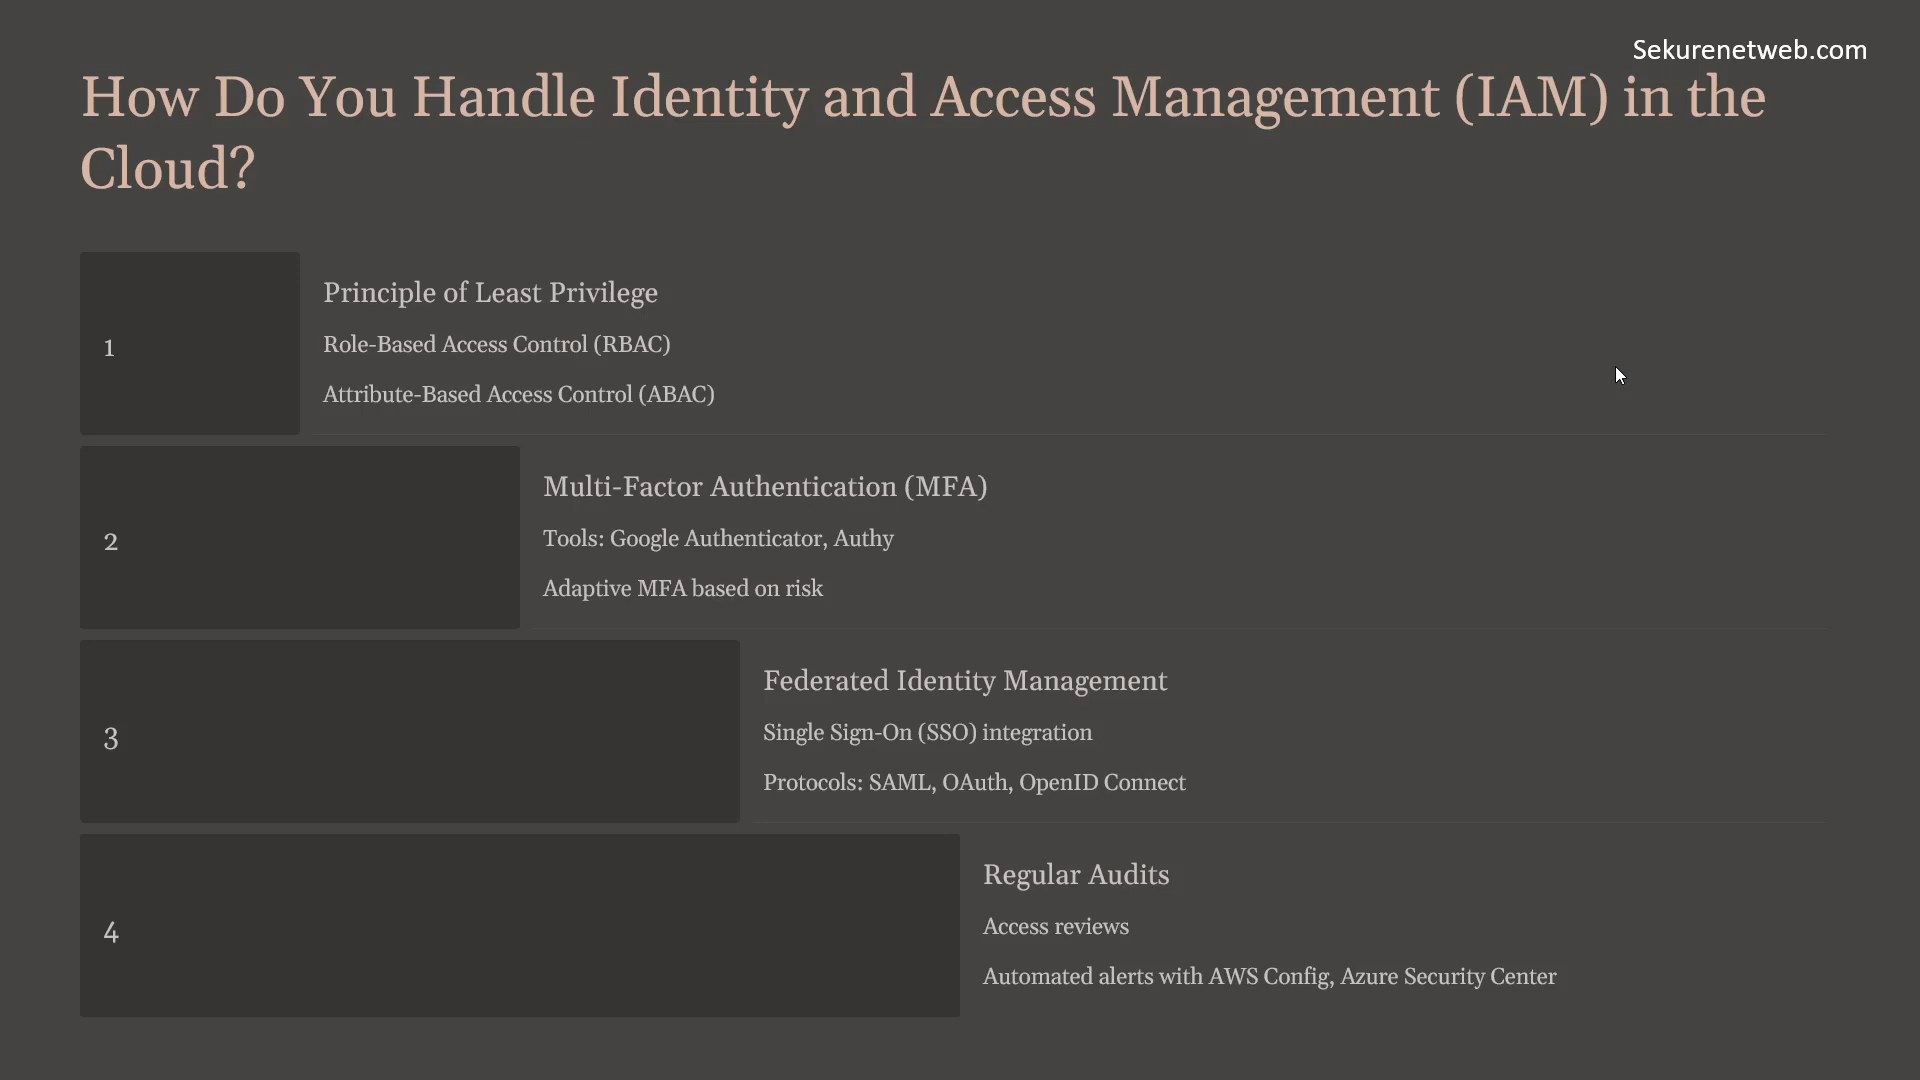 Sekurenetweb.com
How Do You Handle Identity and Access Management (IAM) in the
Cloud?
1
Principle of Least Privilege
Role-Based Access Control (RBAC)
Attribute-Based Access Control (ABAC)
2
Multi-Factor Authentication (MFA)
Tools: Google Authenticator, Authy
Adaptive MFA based on risk
3
Federated Identity Management
Single Sign-On (SSO) integration
Protocols: SAML, OAuth, OpenID Connect
4
Regular Audits
Access reviews
Automated alerts with AWS Config, Azure Security Center